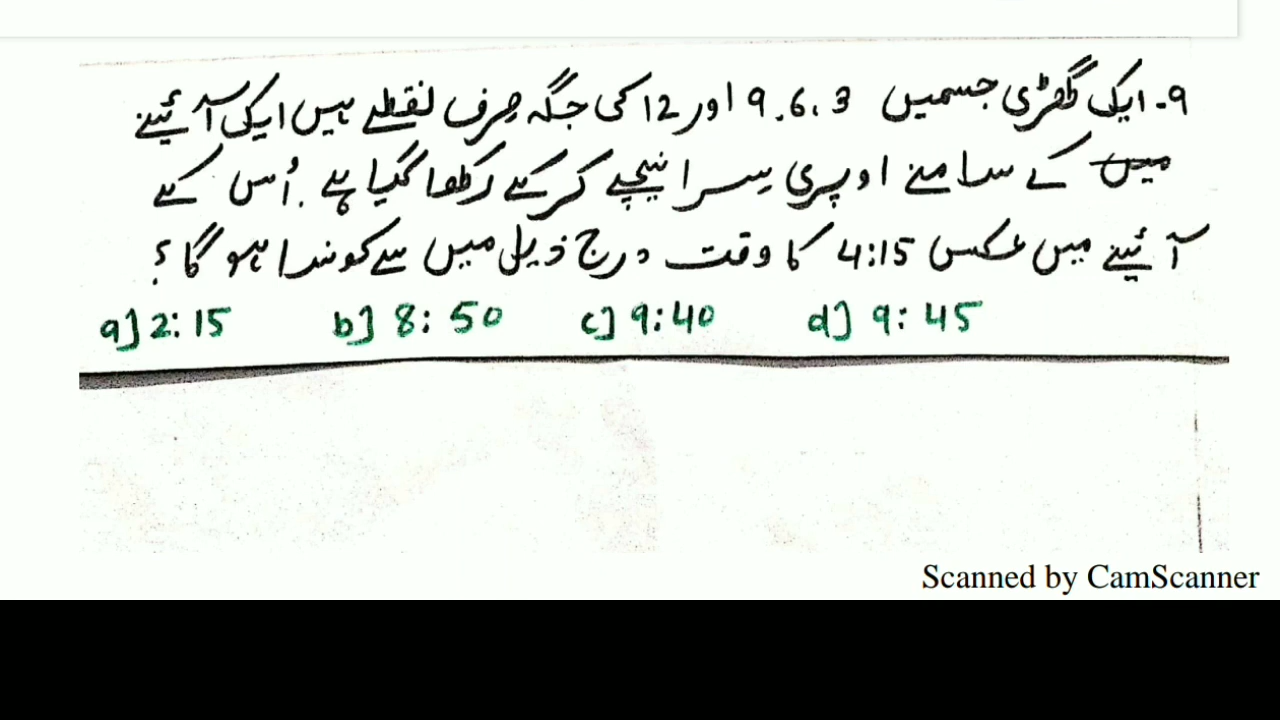 9۔ ایک گھڑی جسمیں 3، 6، 9 اور 12 کی جگہ صرف نقطے ہیں ایک آئینے
کے سامنے اوپری سرا نیچے کرکے رکھا گیا ہے۔ اُس کے
آئینے میں عکس 4:15 کا وقت درج ذیل میں سے کونسا ہوگا؟
a] 2:15 b] 8:50 c] 9:40 d] 9:45
Scanned by CamScanner